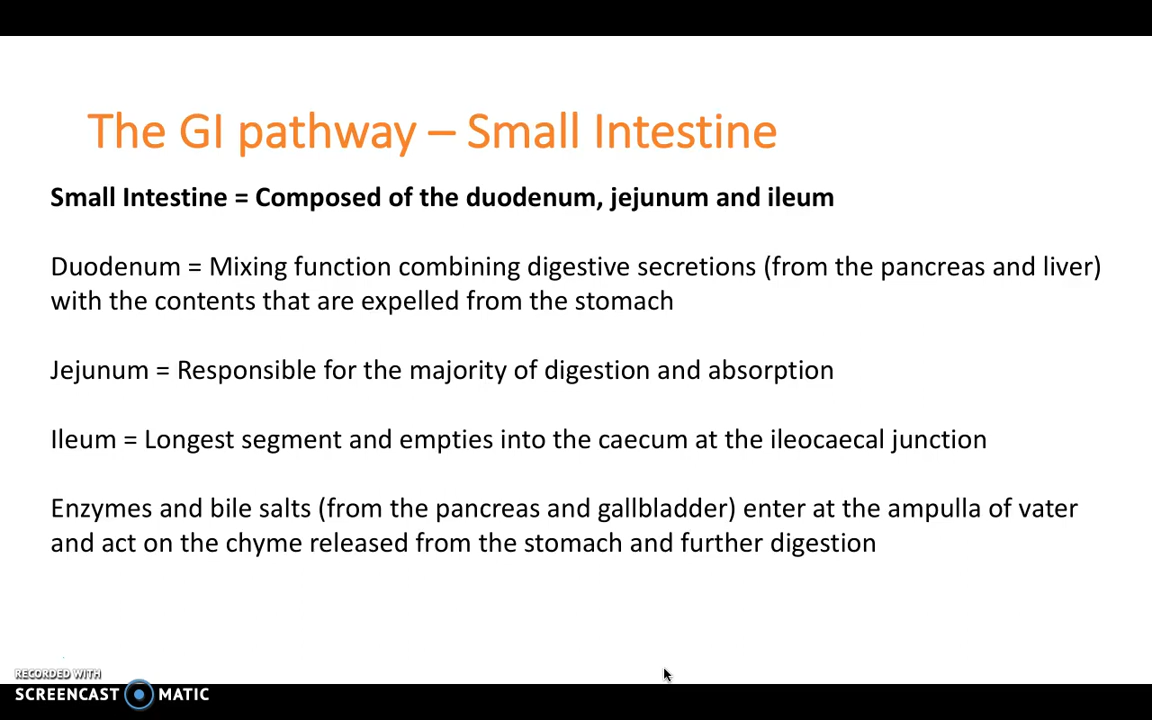 The GI pathway – Small Intestine
Small Intestine = Composed of the duodenum, jejunum and ileum
Duodenum = Mixing function combining digestive secretions (from the pancreas and liver)
with the contents that are expelled from the stomach
Jejunum = Responsible for the majority of digestion and absorption
Ileum = Longest segment and empties into the caecum at the ileocaecal junction
Enzymes and bile salts (from the pancreas and gallbladder) enter at the ampulla of vater
and act on the chyme released from the stomach and further digestion
RECORDED WITH
SCREENCAST MATIC